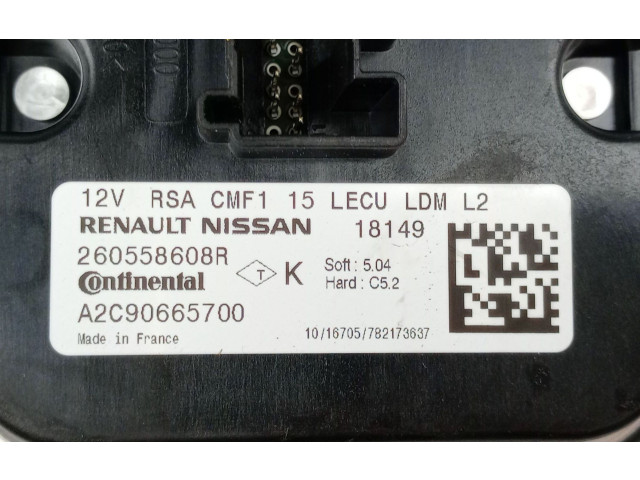 12V RSA CMF1 15 LECU LDM L2
RENAULT NISSAN 18149
260558608R
Continental T K Soft : 5.04
Hard : C5.2
A2C90665700
Made in France 10/16705/782173637